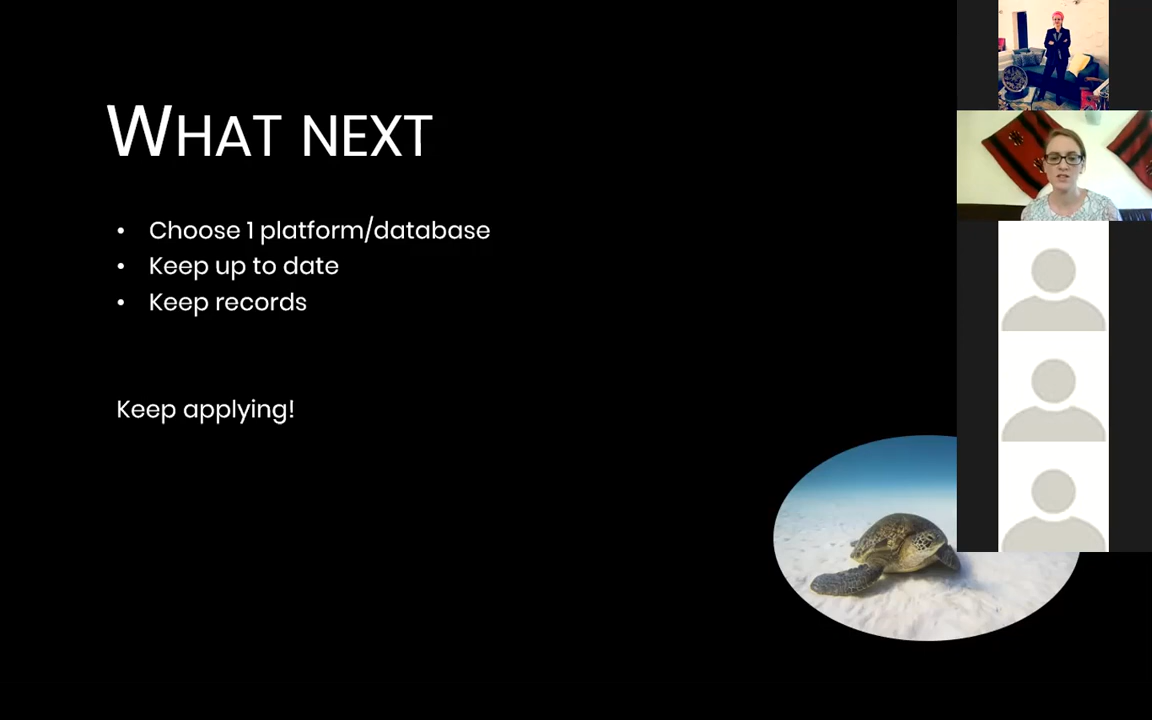 WHAT NEXT
• Choose 1 platform/database
• Keep up to date
• Keep records
Keep applying!